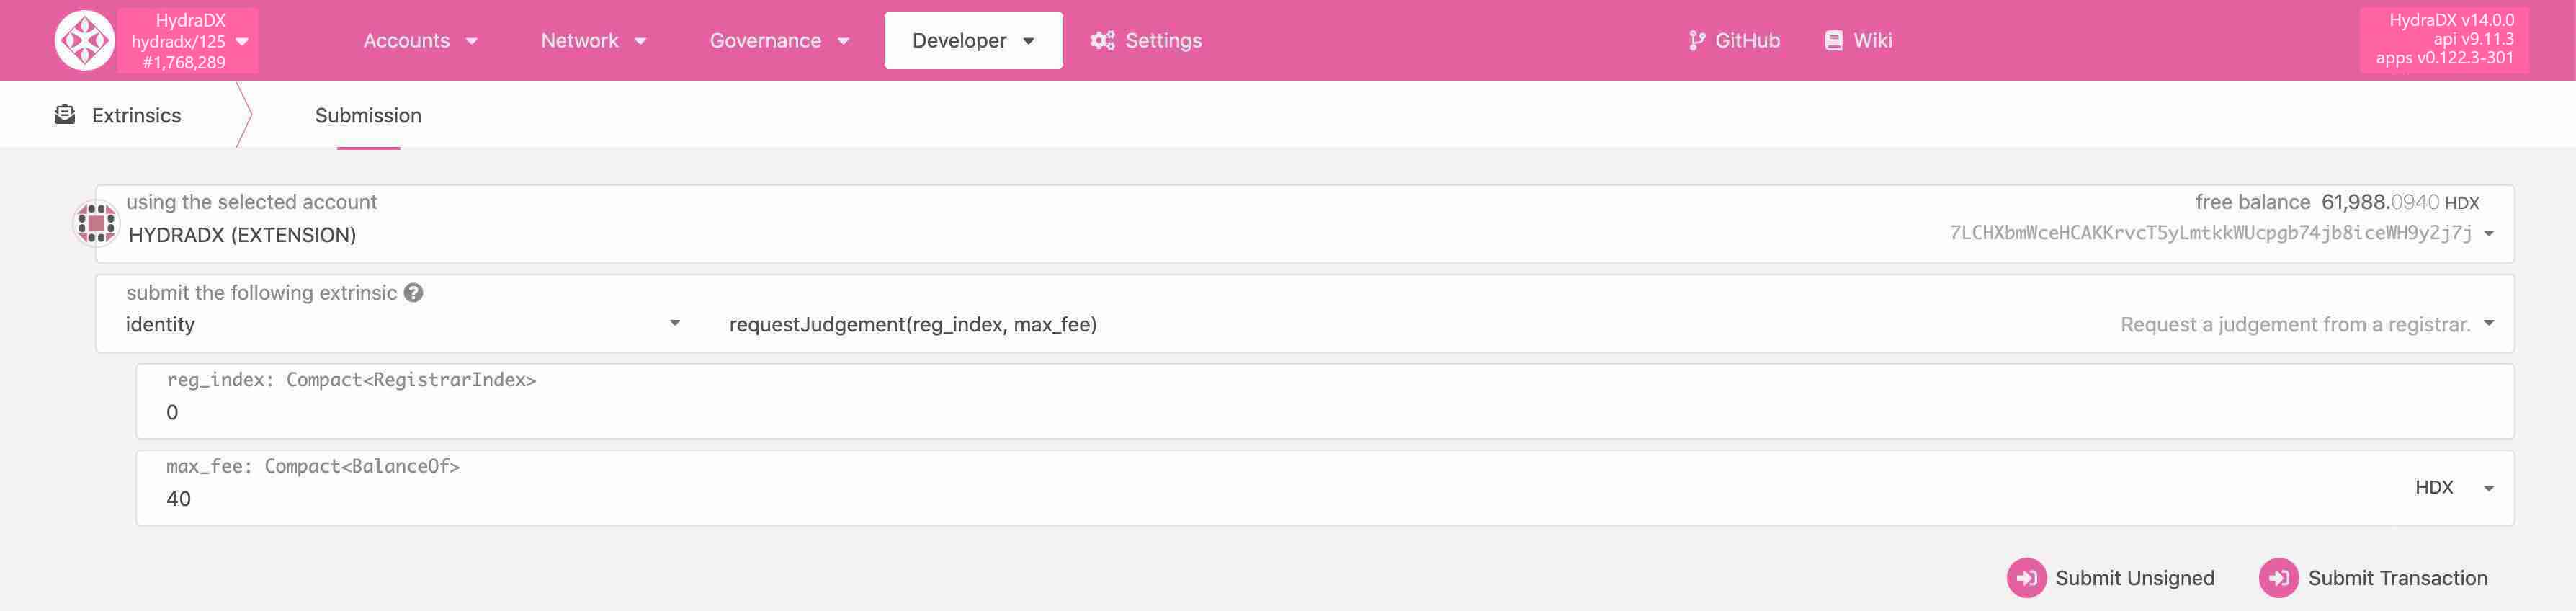 HydraDX
hydradx/125
#1,768,289
Accounts
Network
Governance
Developer
Settings
GitHub
Wiki
HydraDX v14.0.0
api v9.11.3
apps v0.122.3-301
Extrinsics
Submission
using the selected account
HYDRADX (EXTENSION)
free balance 61,988.0940 HDX
7LCHXbmWceHCAKKrvcT5yLmtkkWUcpgb74jb8iceWH9y2j7j
submit the following extrinsic ?
identity
requestJudgement(reg_index, max_fee)
Request a judgement from a registrar.
reg_index: Compact<RegistrarIndex>
0
max_fee: Compact<BalanceOf>
40
HDX
Submit Unsigned
Submit Transaction